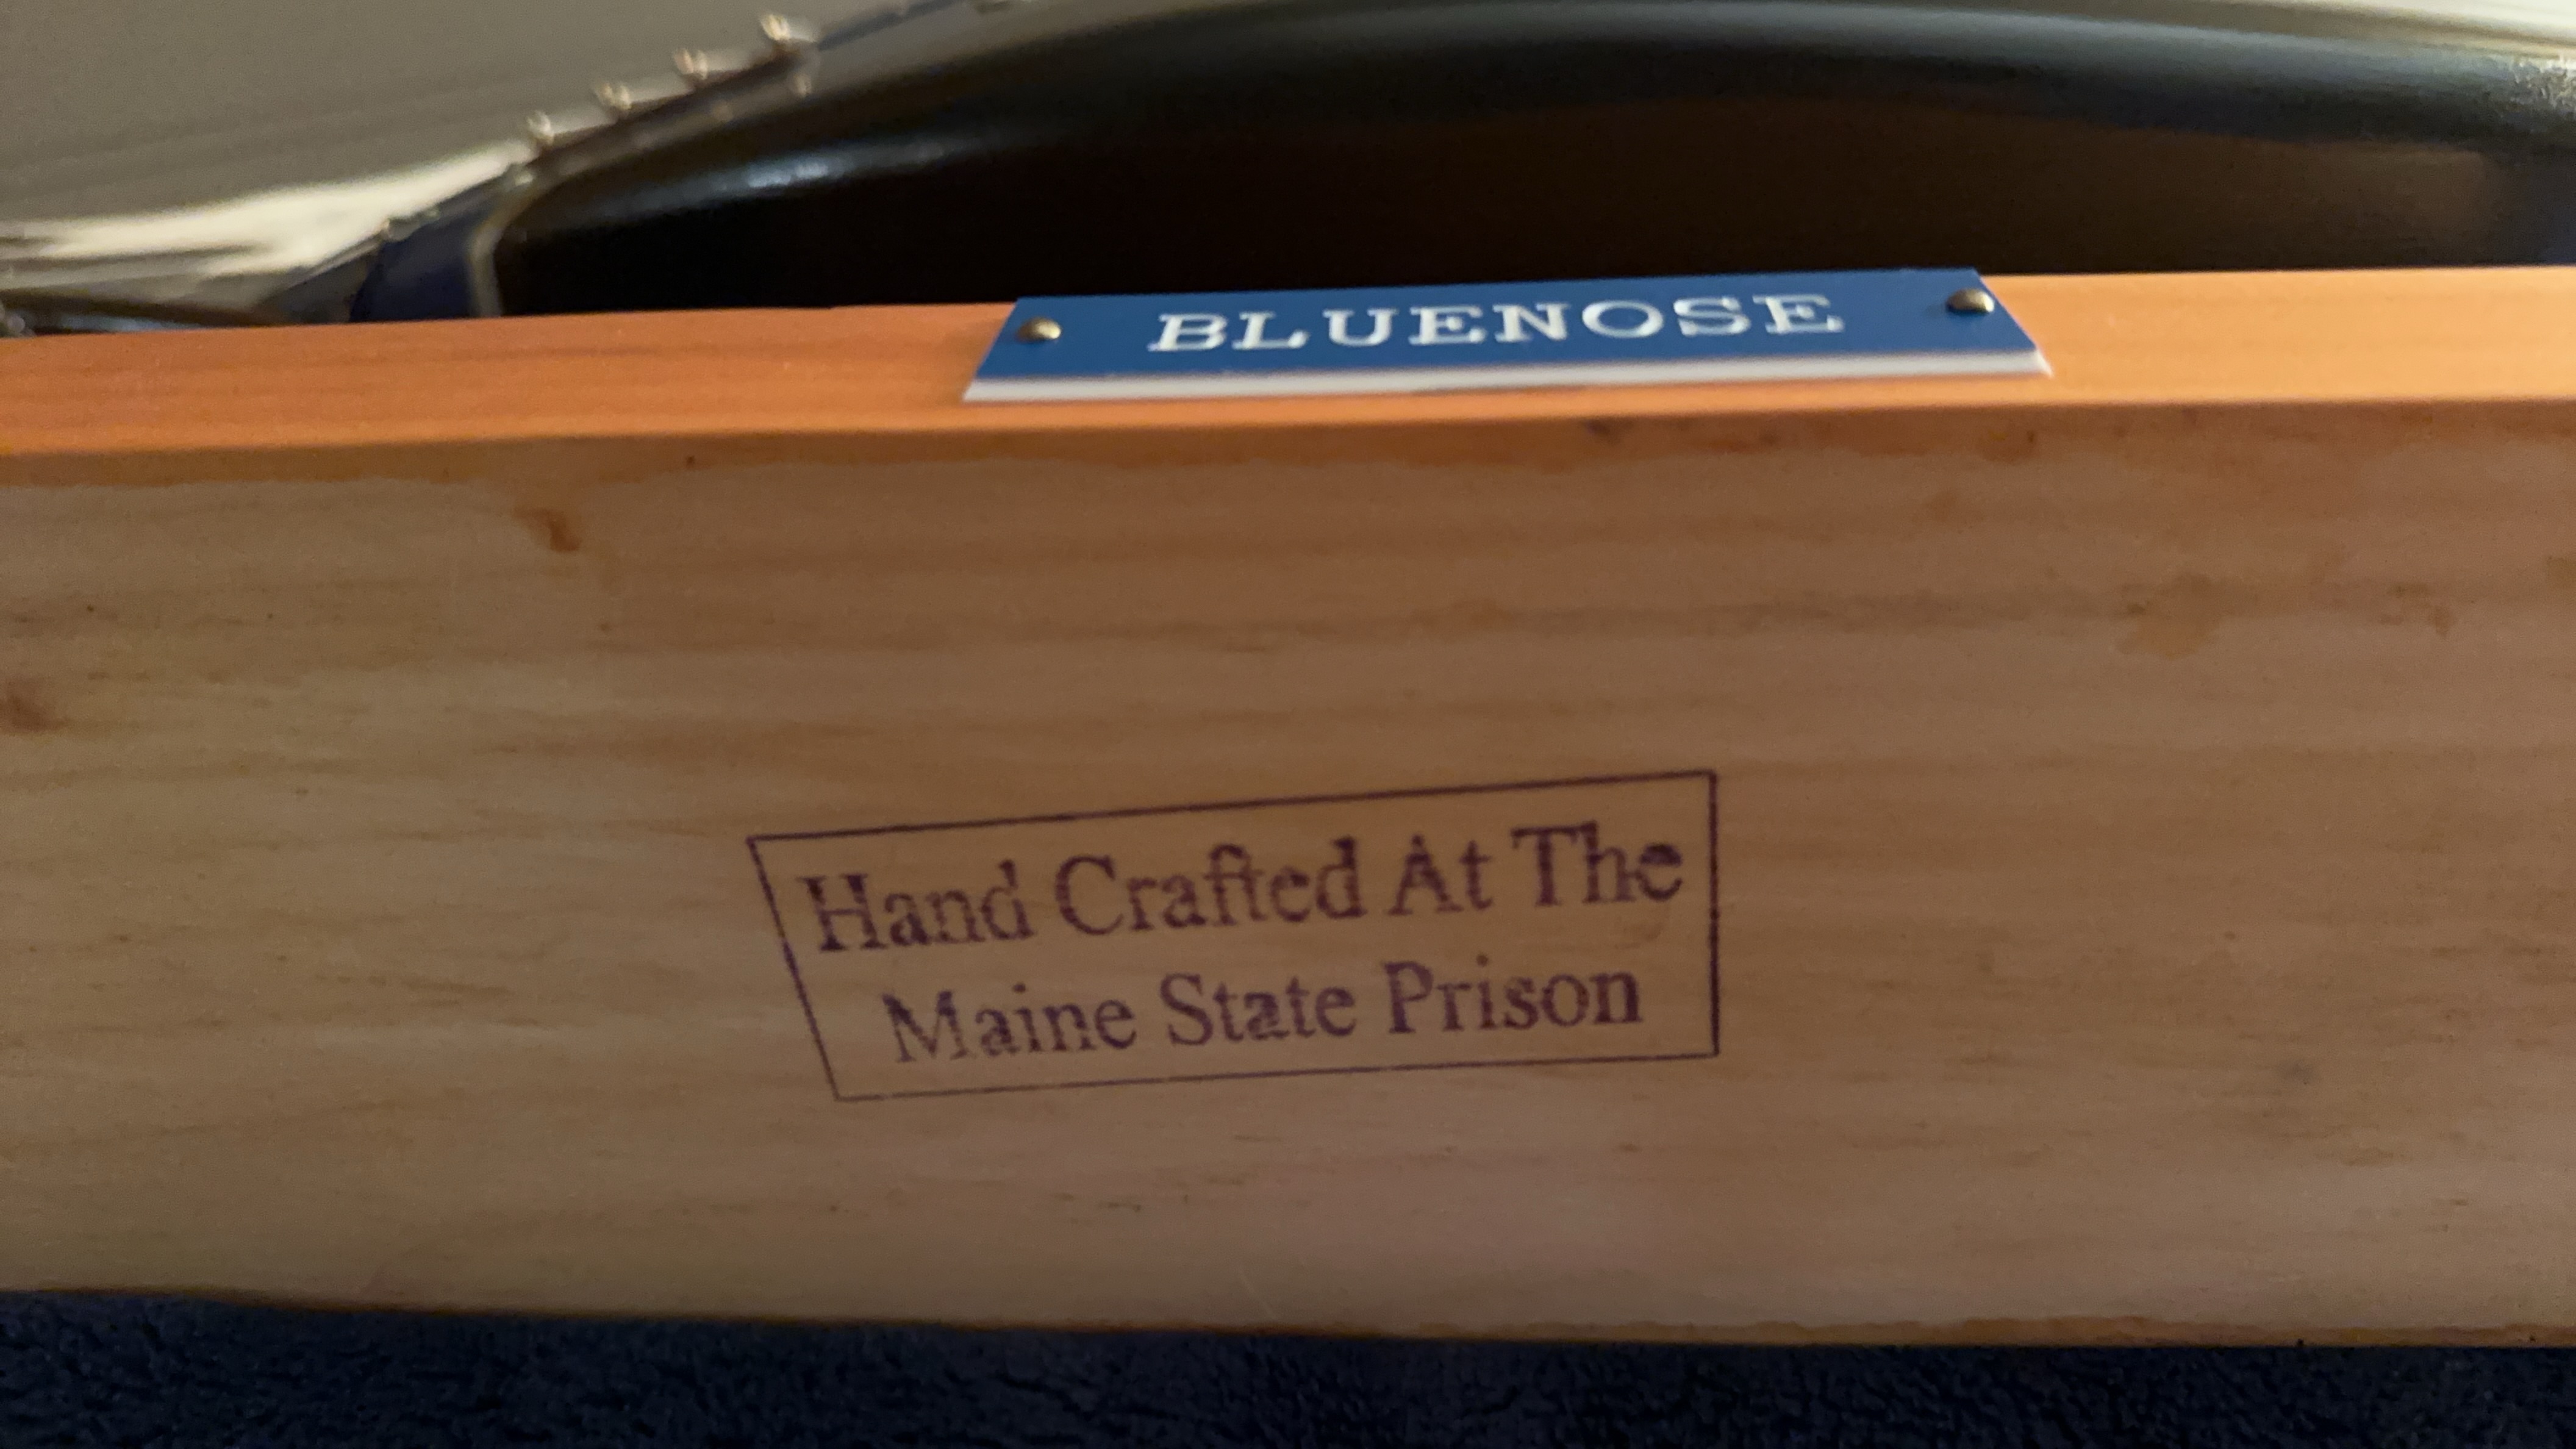 BLUENOSE
Hand Crafted At The
Maine State Prison